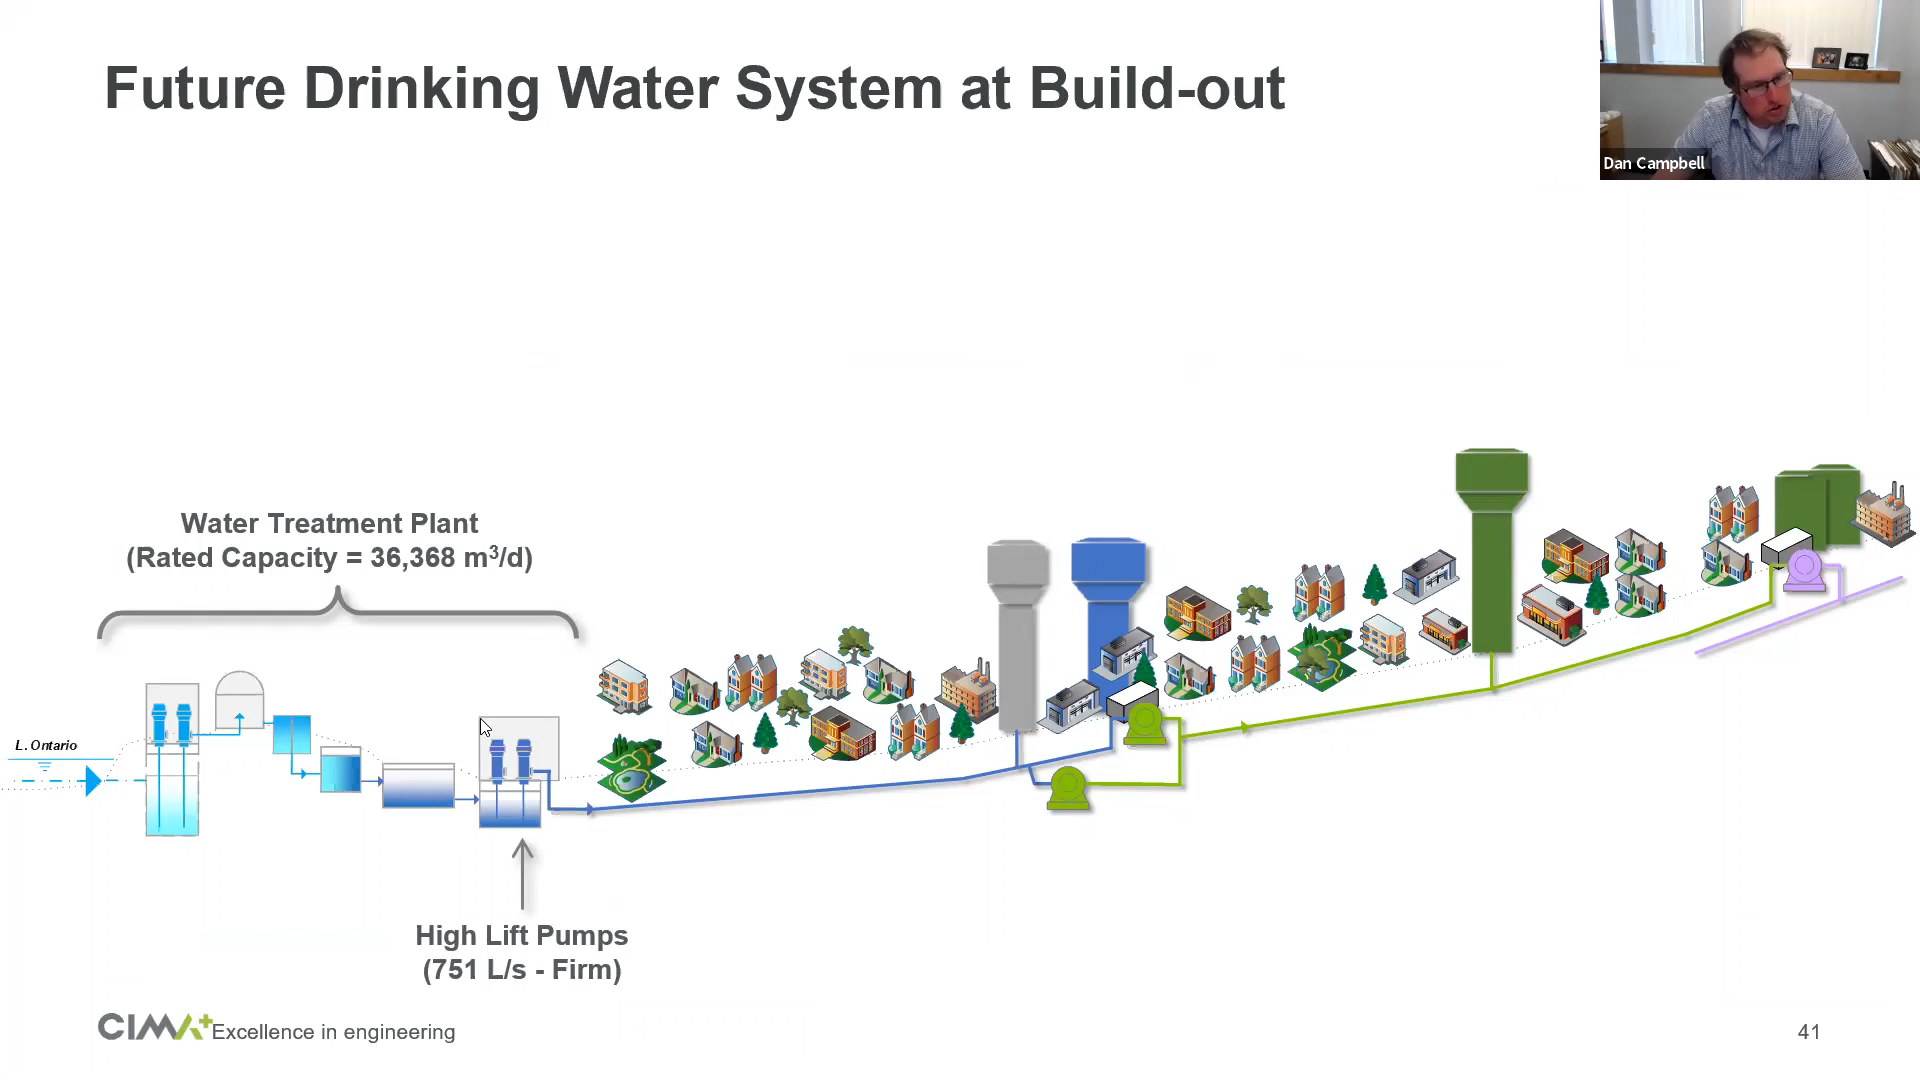 Future Drinking Water System at Build-out
Dan Campbell
Water Treatment Plant
(Rated Capacity = 36,368 m³/d)
L. Ontario
High Lift Pumps
(751 L/s - Firm)
CIMA+ Excellence in engineering
41